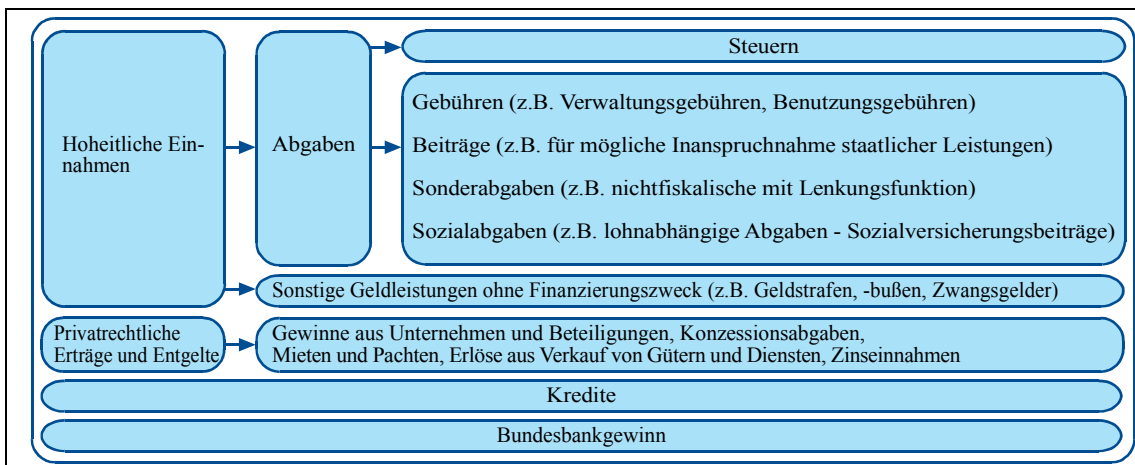 Steuern
Hoheitliche Ein-
nahmen
Abgaben
Gebühren (z.B. Verwaltungsgebühren, Benutzungsgebühren)
Beiträge (z.B. für mögliche Inanspruchnahme staatlicher Leistungen)
Sonderabgaben (z.B. nichtfiskalische mit Lenkungsfunktion)
Sozialabgaben (z.B. lohnabhängige Abgaben - Sozialversicherungsbeiträge)
Sonstige Geldleistungen ohne Finanzierungszweck (z.B. Geldstrafen, -bußen, Zwangsgelder)
Privatrechtliche
Erträge und Entgelte
Gewinne aus Unternehmen und Beteiligungen, Konzessionsabgaben,
Mieten und Pachten, Erlöse aus Verkauf von Gütern und Diensten, Zinseinnahmen
Kredite
Bundesbankgewinn